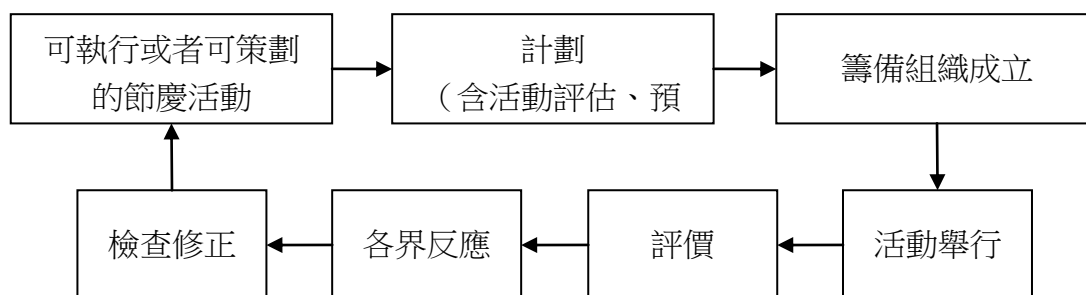 可執行或者可策劃
的節慶活動
計劃
（含活動評估、預
籌備組織成立
檢查修正
各界反應
評價
活動舉行